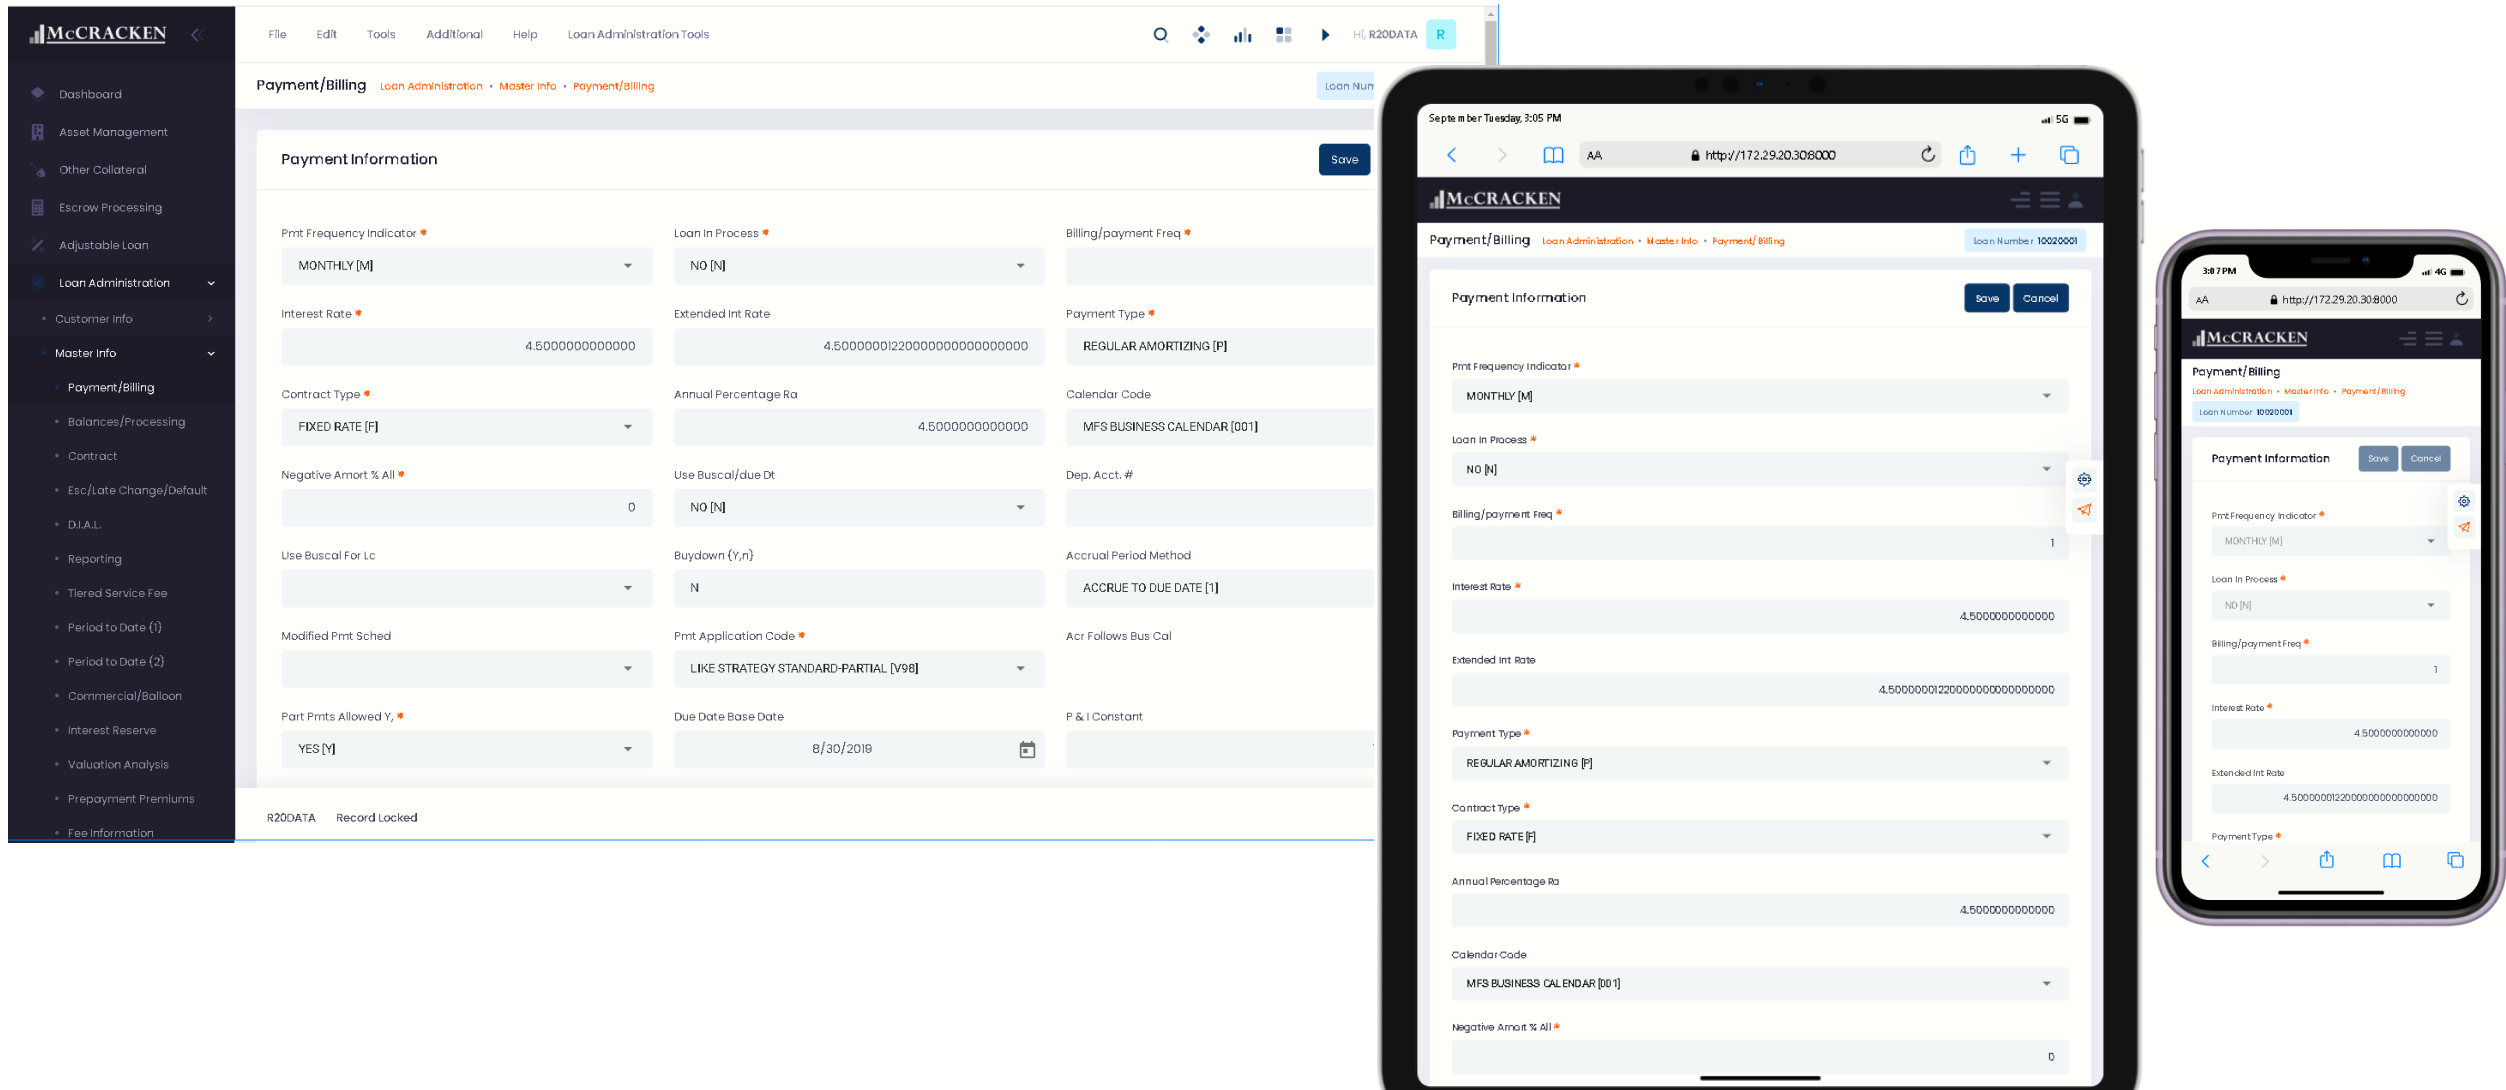 McCRACKEN
File Edit Tools Additional Help Loan Administration Tools
Hi, R20DATA R
Payment/Billing Loan Administration • Master Info • Payment/Billing
Loan Num
Dashboard
Asset Management
Other Collateral
Escrow Processing
Adjustable Loan
Loan Administration
Customer Info
Master Info
Payment/Billing
Balances/Processing
Contract
Esc/Late Change/Default
D.I.A.L.
Reporting
Tiered Service Fee
Period to Date (1)
Period to Date (2)
Commercial/Balloon
Interest Reserve
Valuation Analysis
Prepayment Premiums
Fee Information
Payment Information
Save
Pmt Frequency Indicator * Loan In Process * Billing/payment Freq *
MONTHLY [M] NO [N]
Interest Rate * Extended Int Rate Payment Type *
4.5000000000000 4.50000001220000000000000000 REGULAR AMORTIZING [P]
Contract Type * Annual Percentage Ra Calendar Code
FIXED RATE [F] 4.5000000000000 MFS BUSINESS CALENDAR [001]
Negative Amort % All * Use Buscal/due Dt Dep. Acct. #
0 NO [N]
Use Buscal For Lc Buydown {Y,n} Accrual Period Method
N ACCRUE TO DUE DATE [1]
Modified Pmt Sched Pmt Application Code * Acr Follows Bus Cal
LIKE STRATEGY STANDARD-PARTIAL [V98]
Part Pmts Allowed Y, * Due Date Base Date P & I Constant
YES [Y] 8/30/2019
R20DATA Record Locked
September Tuesday, 3:05 PM
5G
AA http://172.29.20.30:8000
McCRACKEN
Payment/Billing Loan Administration • Master Info • Payment/Billing
Loan Number 10020001
Payment Information
Save Cancel
Pmt Frequency Indicator *
MONTHLY [M]
Loan In Process *
NO [N]
Billing/payment Freq *
1
Interest Rate *
4.5000000000000
Extended Int Rate
4.50000001220000000000000000
Payment Type *
REGULAR AMORTIZING [P]
Contract Type *
FIXED RATE [F]
Annual Percentage Ra
4.5000000000000
Calendar Code
MFS BUSINESS CALENDAR [001]
Negative Amort % All *
0
3:07 PM
4G
AA http://172.29.20.30:8000
McCRACKEN
Payment/Billing
Loan Administration • Master Info • Payment/Billing
Loan Number 10020001
Payment Information
Save Cancel
Pmt Frequency Indicator *
MONTHLY [M]
Loan In Process *
NO [N]
Billing/payment Freq *
1
Interest Rate *
4.5000000000000
Extended Int Rate
4.50000001220000000000000000
Payment Type *